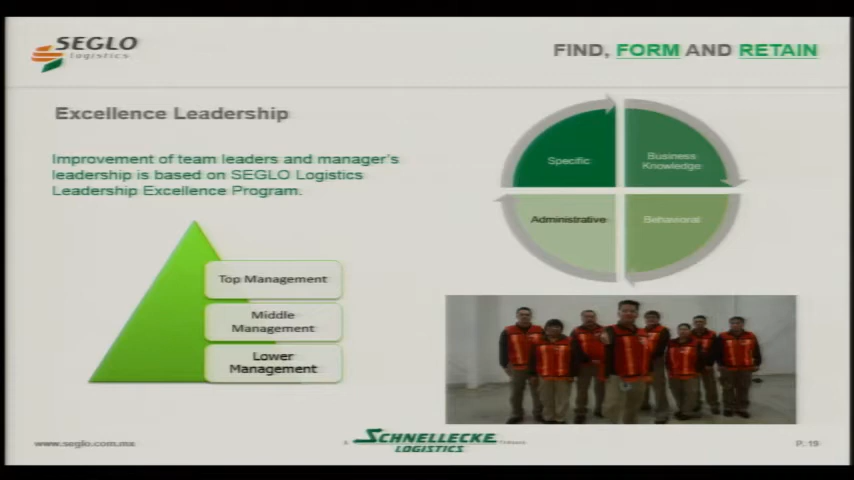 SEGLO
logistics
FIND, FORM AND RETAIN
Excellence Leadership
Improvement of team leaders and manager's
leadership is based on SEGLO Logistics
Leadership Excellence Program.
Specific
Business
Knowledge
Administrative
Behavioral
Top Management
Middle
Management
Lower
Management
www.seglo.com.mx
A
SCHNELLECKE
LOGISTICS
P. 19